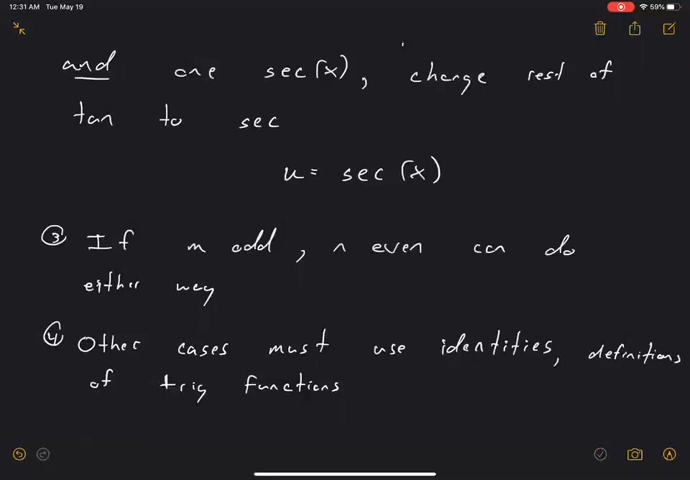 12:31 AM Tue May 19
59%
and one sec(x), change rest of
tan to sec
u = sec(x)
③ If m odd, n even can do
either way
④ Other cases must use identities, definitions
of trig functions